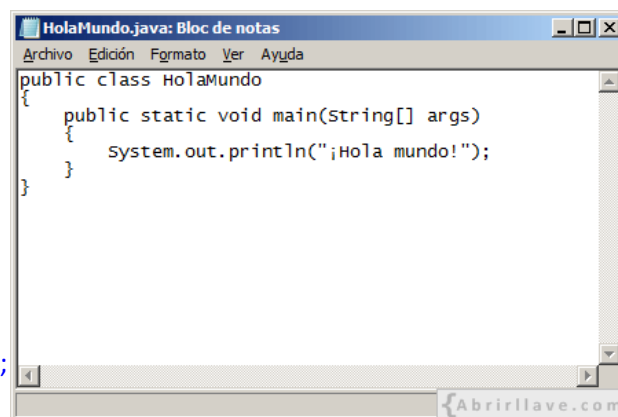 HolaMundo.java: Bloc de notas
Archivo Edición Formato Ver Ayuda
public class HolaMundo
{
    public static void main(String[] args)
    {
        System.out.println("¡Hola mundo!");
    }
}
;
{Abrirllave.com